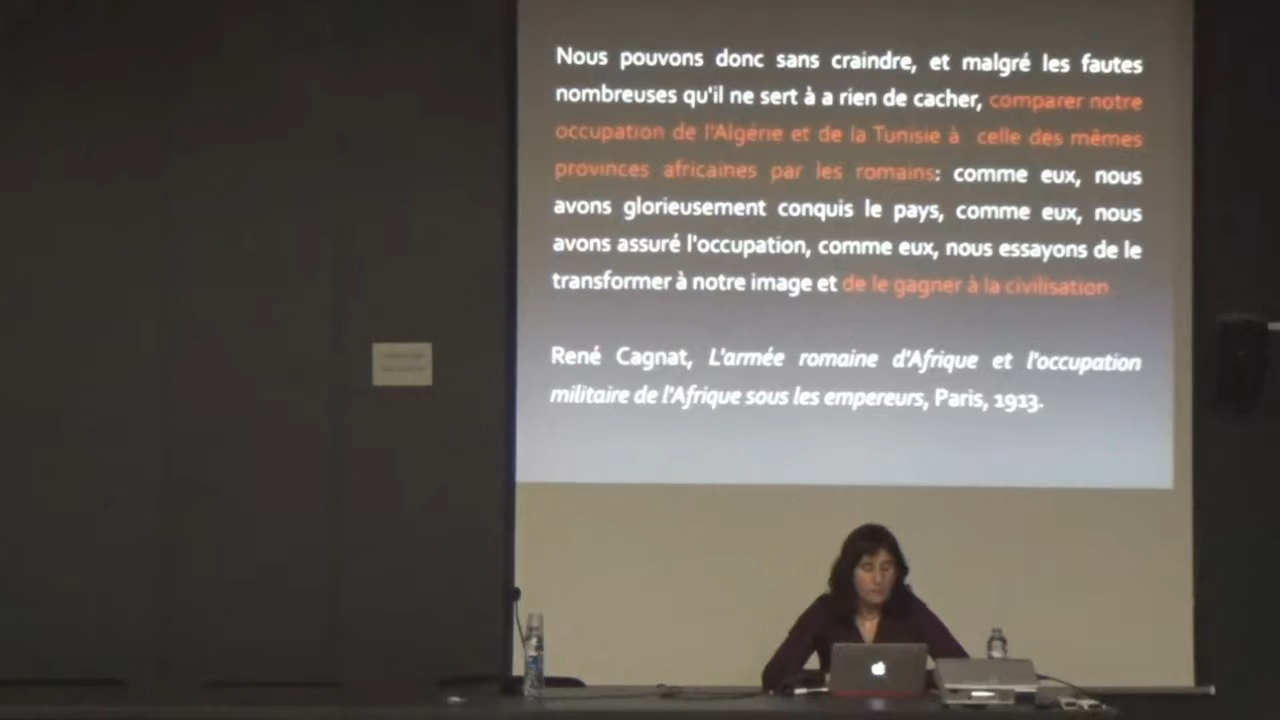 Nous pouvons donc sans craindre, et malgré les fautes
nombreuses qu'il ne sert à a rien de cacher, comparer notre
occupation de l'Algérie et de la Tunisie à celle des mêmes
provinces africaines par les romains: comme eux, nous
avons glorieusement conquis le pays, comme eux, nous
avons assuré l'occupation, comme eux, nous essayons de le
transformer à notre image et de le gagner à la civilisation.
René Cagnat, L'armée romaine d'Afrique et l'occupation
militaire de l'Afrique sous les empereurs, Paris, 1913.